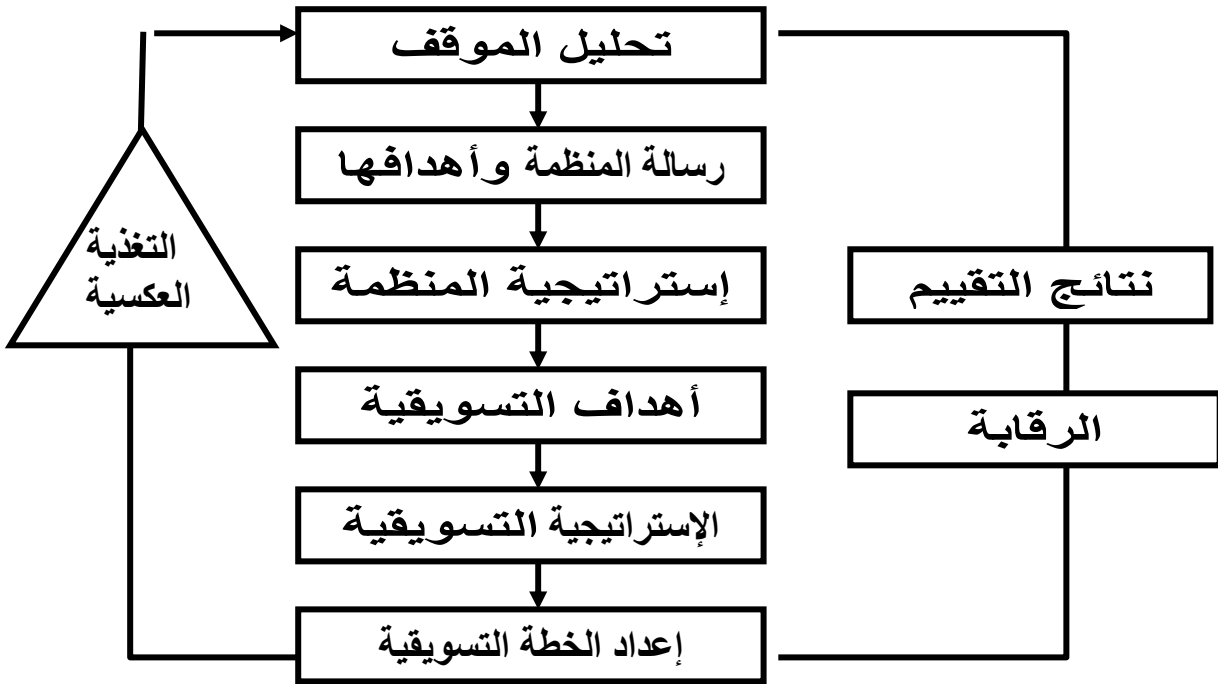 تحليل الموقف
رسالة المنظمة وأهدافها
إستراتيجية المنظمة
أهداف التسويقية
الإستراتيجية التسويقية
إعداد الخطة التسويقية
نتائج التقييم
الرقابة
التغذية
العكسية